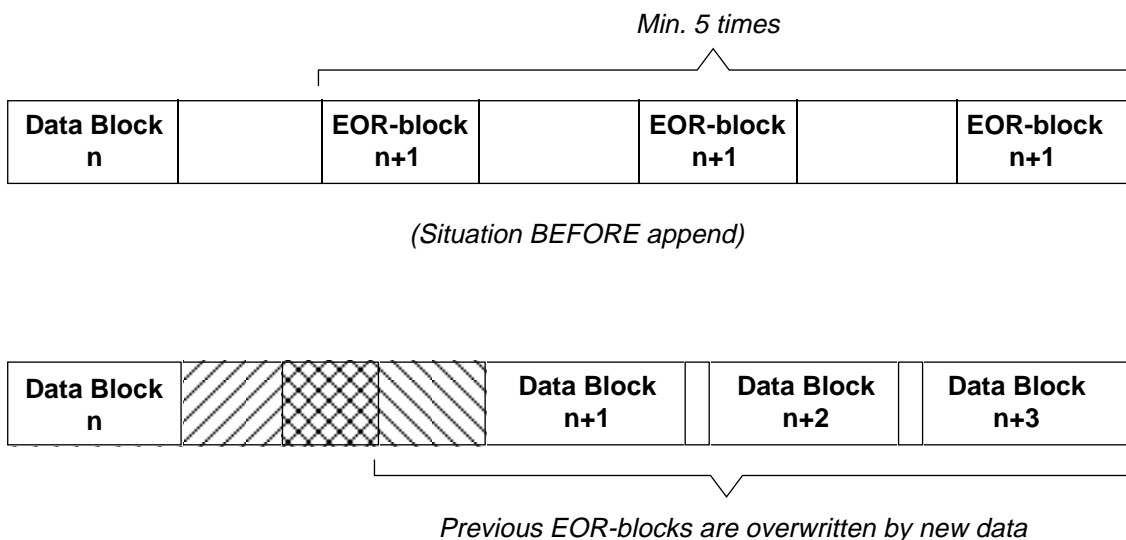 Min. 5 times
Data Block EOR-block EOR-block EOR-block
n n+1 n+1 n+1
(Situation BEFORE append)
Data Block Data Block Data Block Data Block
n n+1 n+2 n+3
Previous EOR-blocks are overwritten by new data